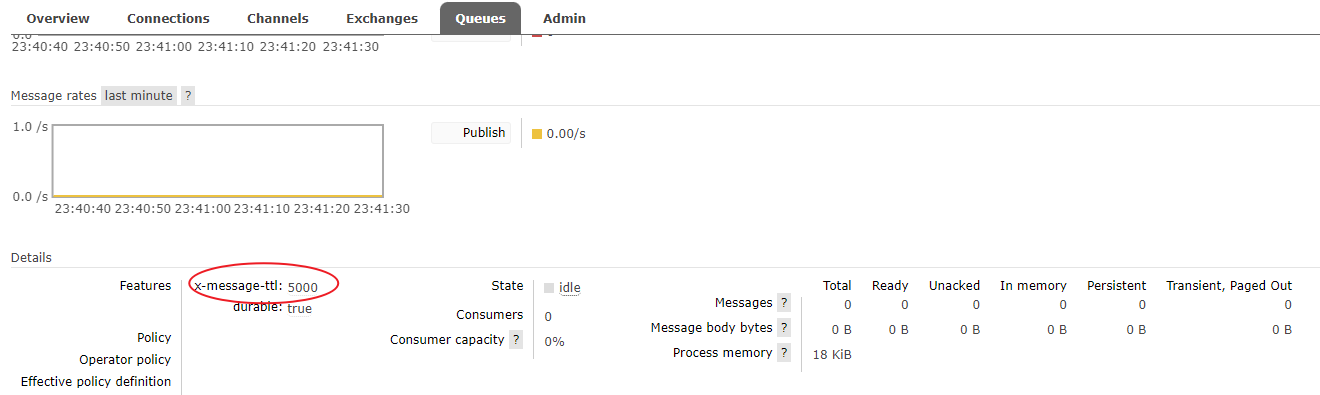 Overview Connections Channels Exchanges Queues Admin
23:40:40 23:40:50 23:41:00 23:41:10 23:41:20 23:41:30
Message rates last minute ?
1.0 /s
Publish 0.00/s
0.0 /s
23:40:40 23:40:50 23:41:00 23:41:10 23:41:20 23:41:30
Details
Features x-message-ttl: 5000
durable: true
Policy
Operator policy
Effective policy definition
State idle
Consumers 0
Consumer capacity ? 0%
Total Ready Unacked In memory Persistent Transient, Paged Out
Messages ? 0 0 0 0 0 0
Message body bytes ? 0 B 0 B 0 B 0 B 0 B 0 B
Process memory ? 18 KiB